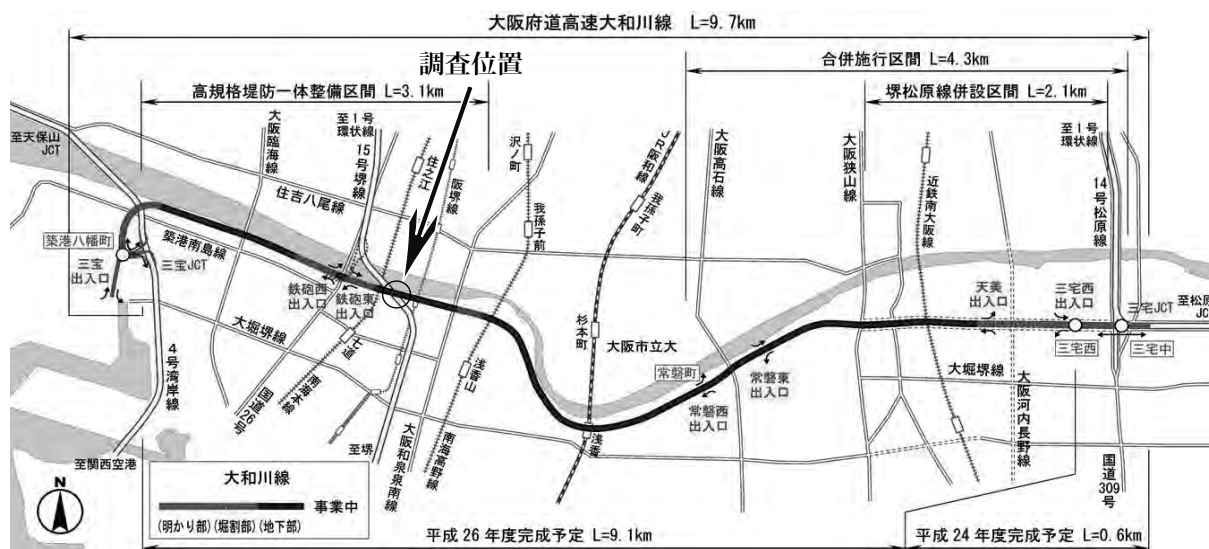 大阪府道高速大和川線 L=9.7km
調査位置
合併施行区間 L=4.3km
高規格堤防一体整備区間 L=3.1km
堺松原線併設区間 L=2.1km
至天保山
JCT
大阪臨海線
至1号
環状線
15号堺線
住之江
阪堺線
沢ノ町
JR阪和線
大阪高石線
大阪狭山線
近鉄南大阪線
至1号
環状線
14号松原線
住吉八尾線
我孫子前
我孫子町
築港八幡町
築港南島線
三宝
出入口
三宝JCT
鉄砲西
出入口
鉄砲東
出入口
天美
出入口
三宅西
出入口
三宅JCT
至松原
JCT
大堀堺線
七道
杉本町
大阪市立大
三宅西
三宅中
4号湾岸線
国道26号
南海本線
浅香山
常磐町
常磐東
出入口
大堀堺線
常磐西
出入口
大阪河内長野線
至堺
大阪和泉泉南線
南海高野線
浅香
至関西空港
国道309号
大和川線
事業中
(明かり部)(堀割部)(地下部)
N
平成26年度完成予定 L=9.1km
平成24年度完成予定 L=0.6km